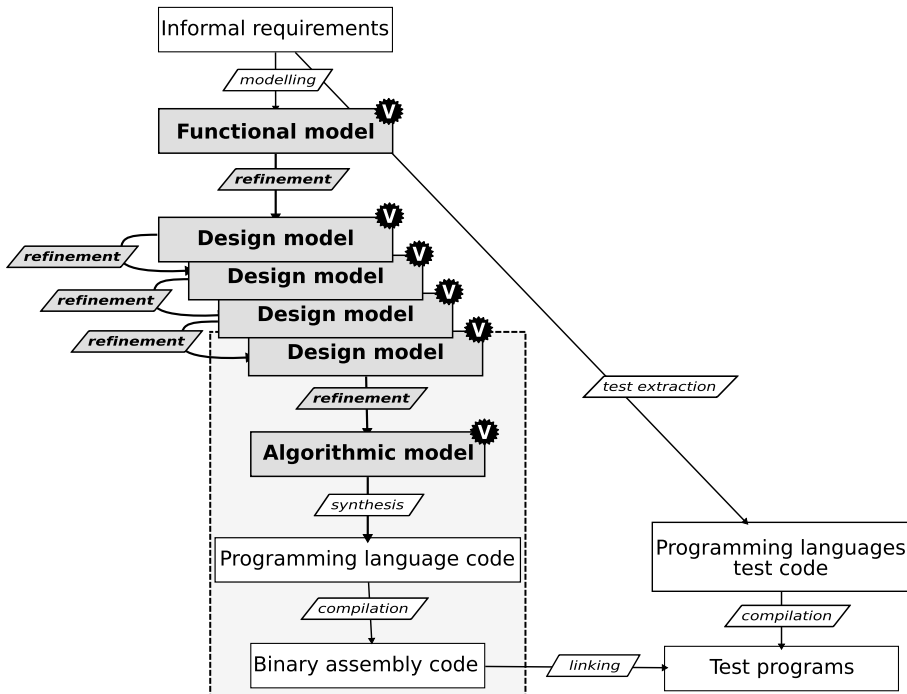 Informal requirements
modelling
V
Functional model
refinement
V
Design model
refinement
V
Design model
refinement
V
Design model
refinement
V
Design model
test extraction
refinement
V
Algorithmic model
synthesis
Programming languages
test code
Programming language code
compilation
compilation
Binary assembly code
linking
Test programs